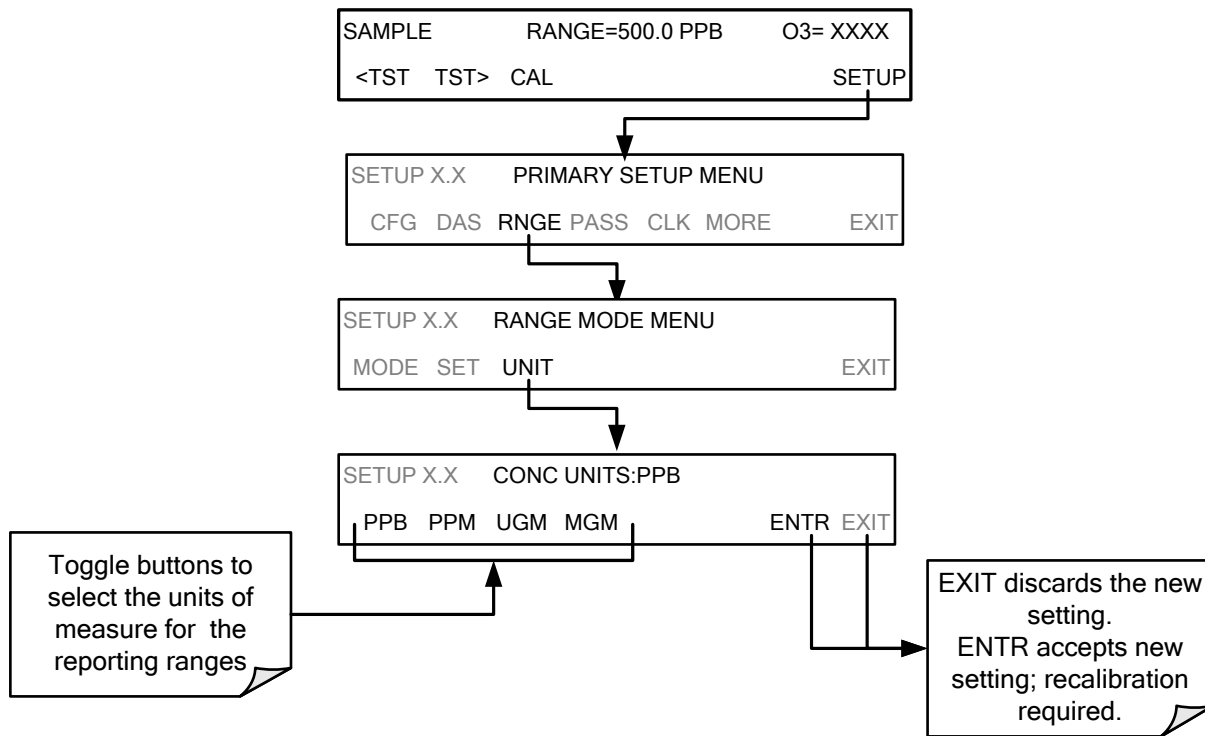 SAMPLE RANGE=500.0 PPB O3= XXXX
<TST TST> CAL SETUP
SETUP X.X PRIMARY SETUP MENU
CFG DAS RNGE PASS CLK MORE EXIT
SETUP X.X RANGE MODE MENU
MODE SET UNIT EXIT
SETUP X.X CONC UNITS:PPB
PPB PPM UGM MGM ENTR EXIT
Toggle buttons to
select the units of
measure for the
reporting ranges
EXIT discards the new
setting.
ENTR accepts new
setting; recalibration
required.